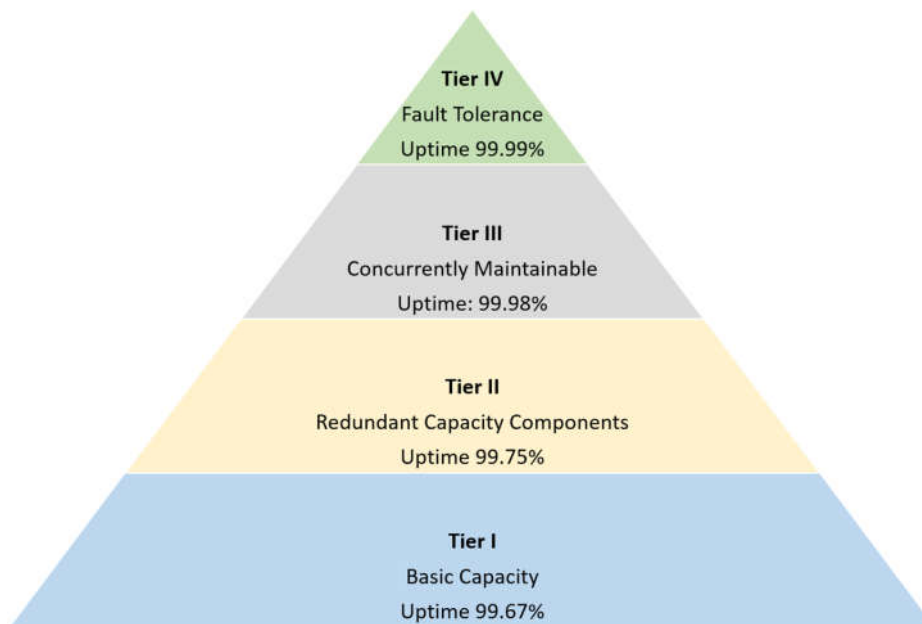 Tier IV
Fault Tolerance
Uptime 99.99%
Tier III
Concurrently Maintainable
Uptime: 99.98%
Tier II
Redundant Capacity Components
Uptime 99.75%
Tier I
Basic Capacity
Uptime 99.67%